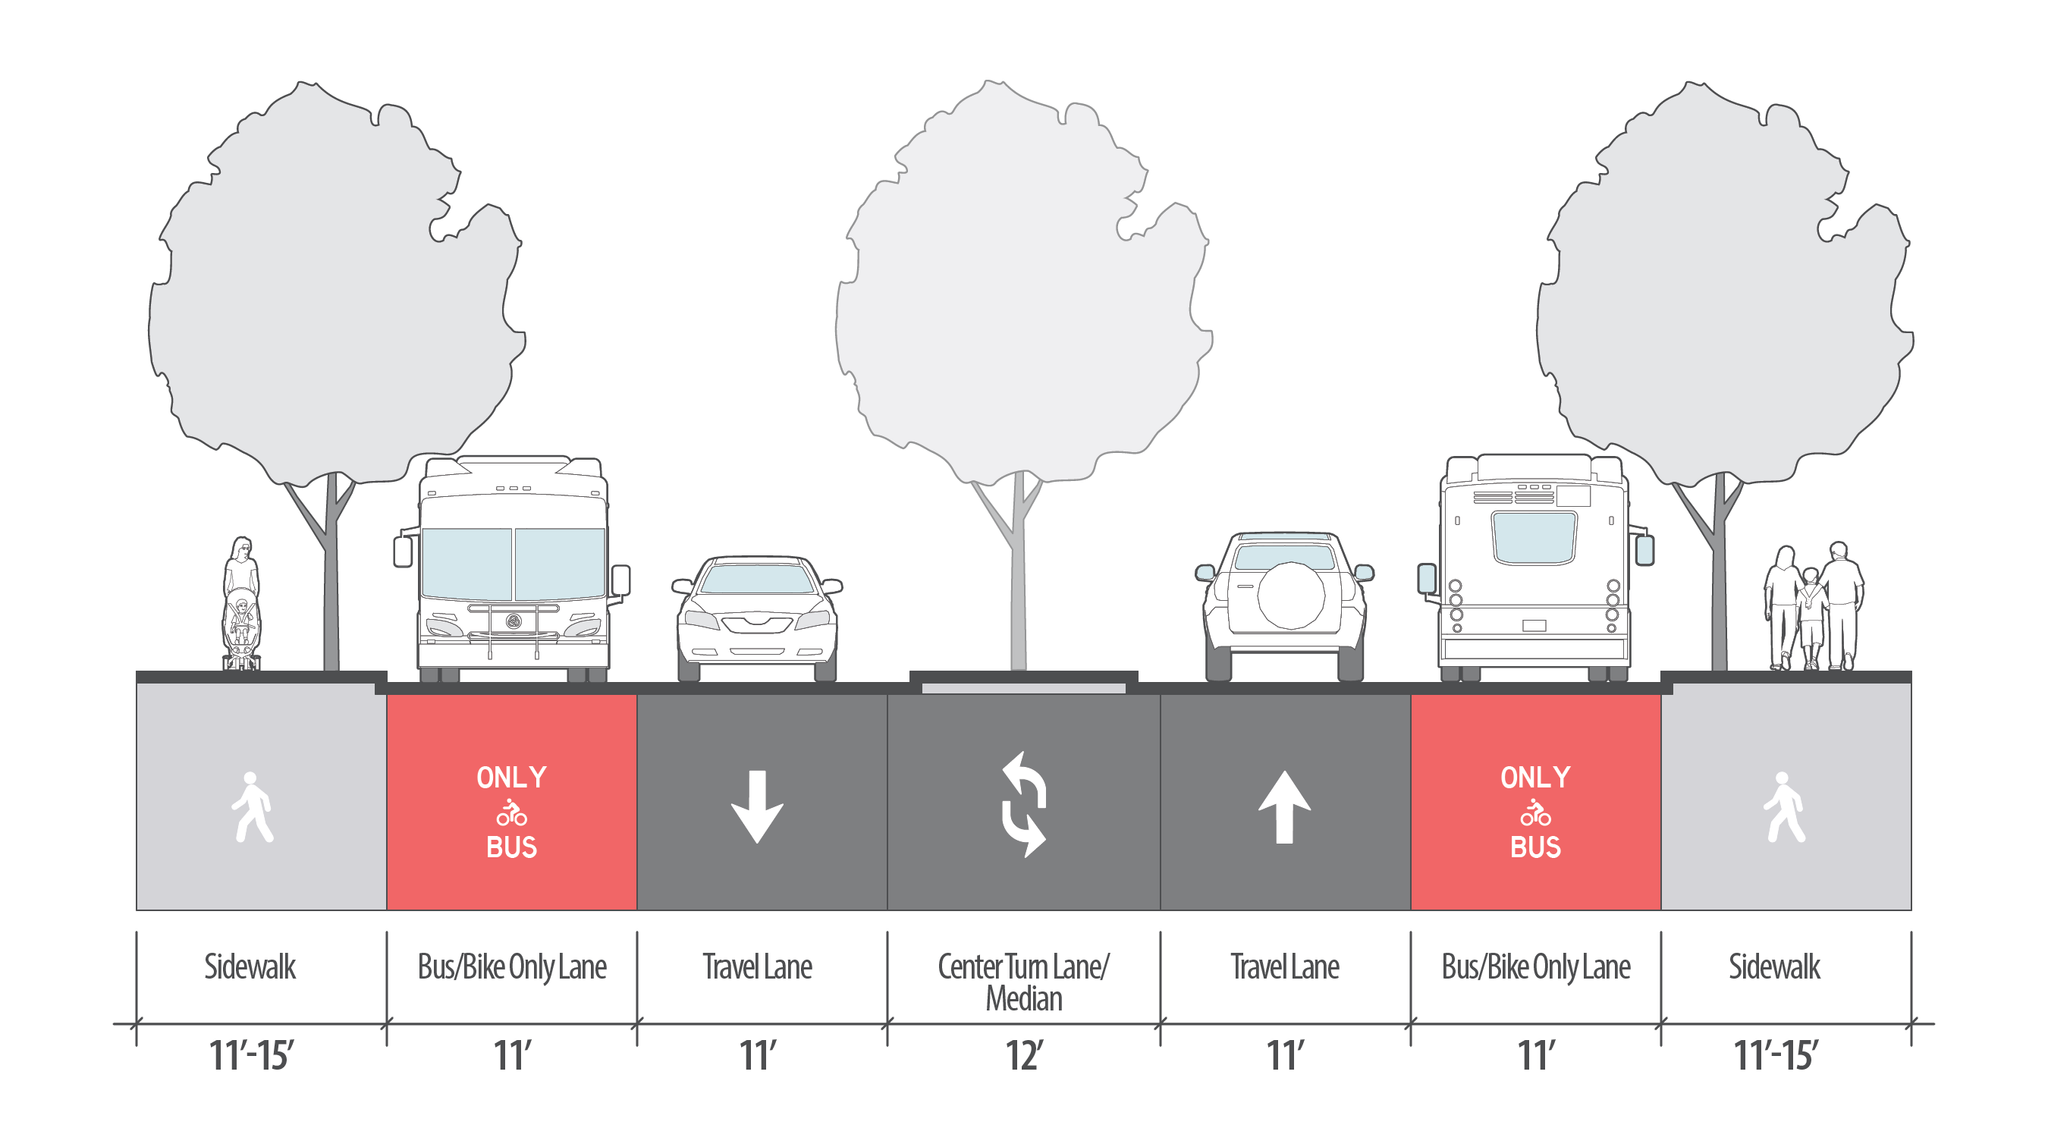 ONLY
BUS
ONLY
BUS
Sidewalk
Bus/Bike Only Lane
Travel Lane
Center Turn Lane/
Median
Travel Lane
Bus/Bike Only Lane
Sidewalk
11’-15’
11’
11’
12’
11’
11’
11’-15’